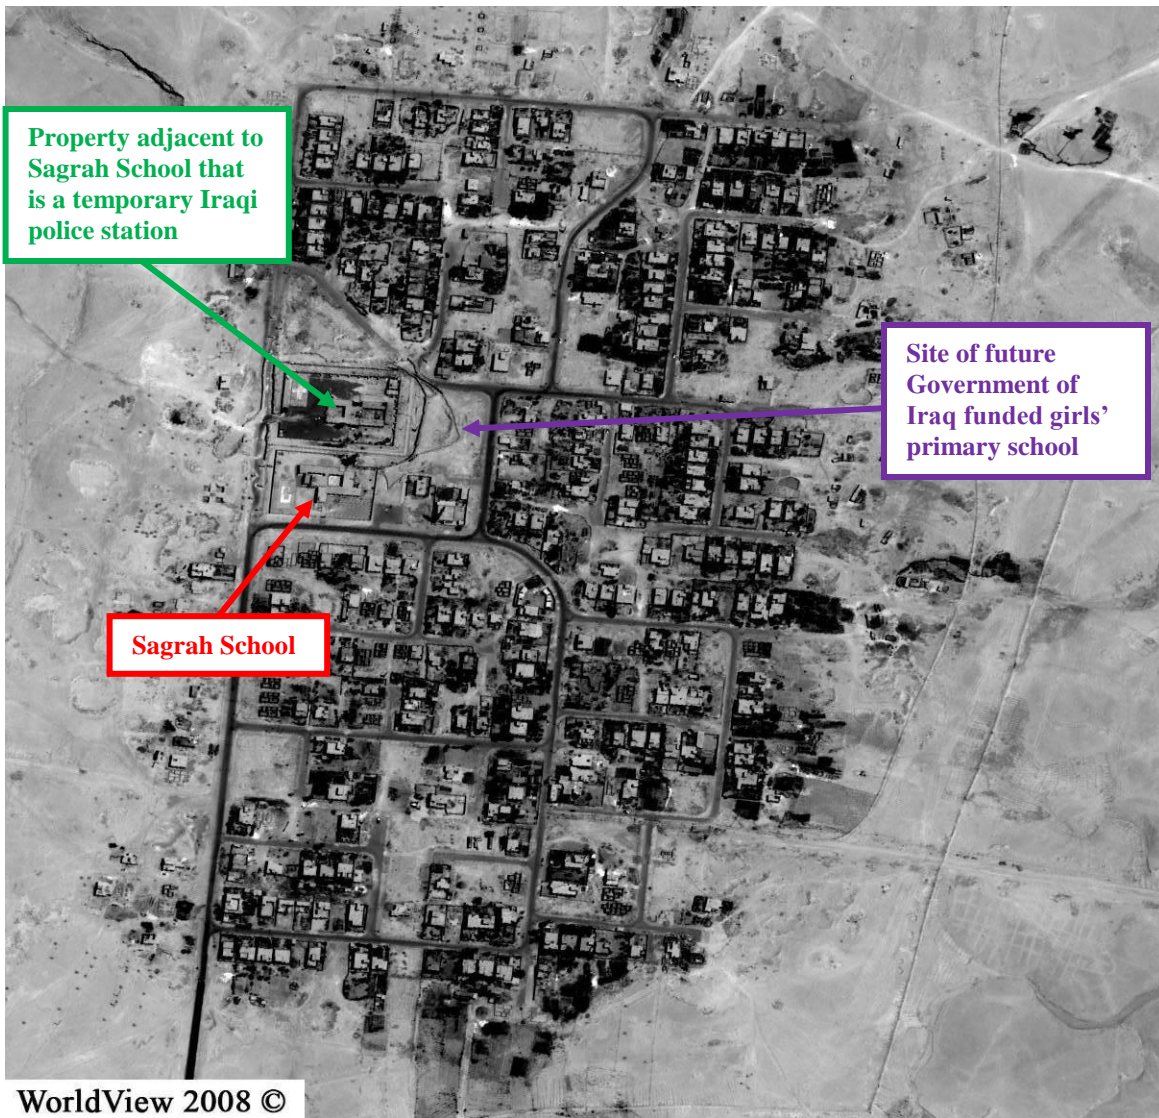 Property adjacent to
Sagrah School that
is a temporary Iraqi
police station
Site of future
Government of
Iraq funded girls’
primary school
Sagrah School
WorldView 2008 ©